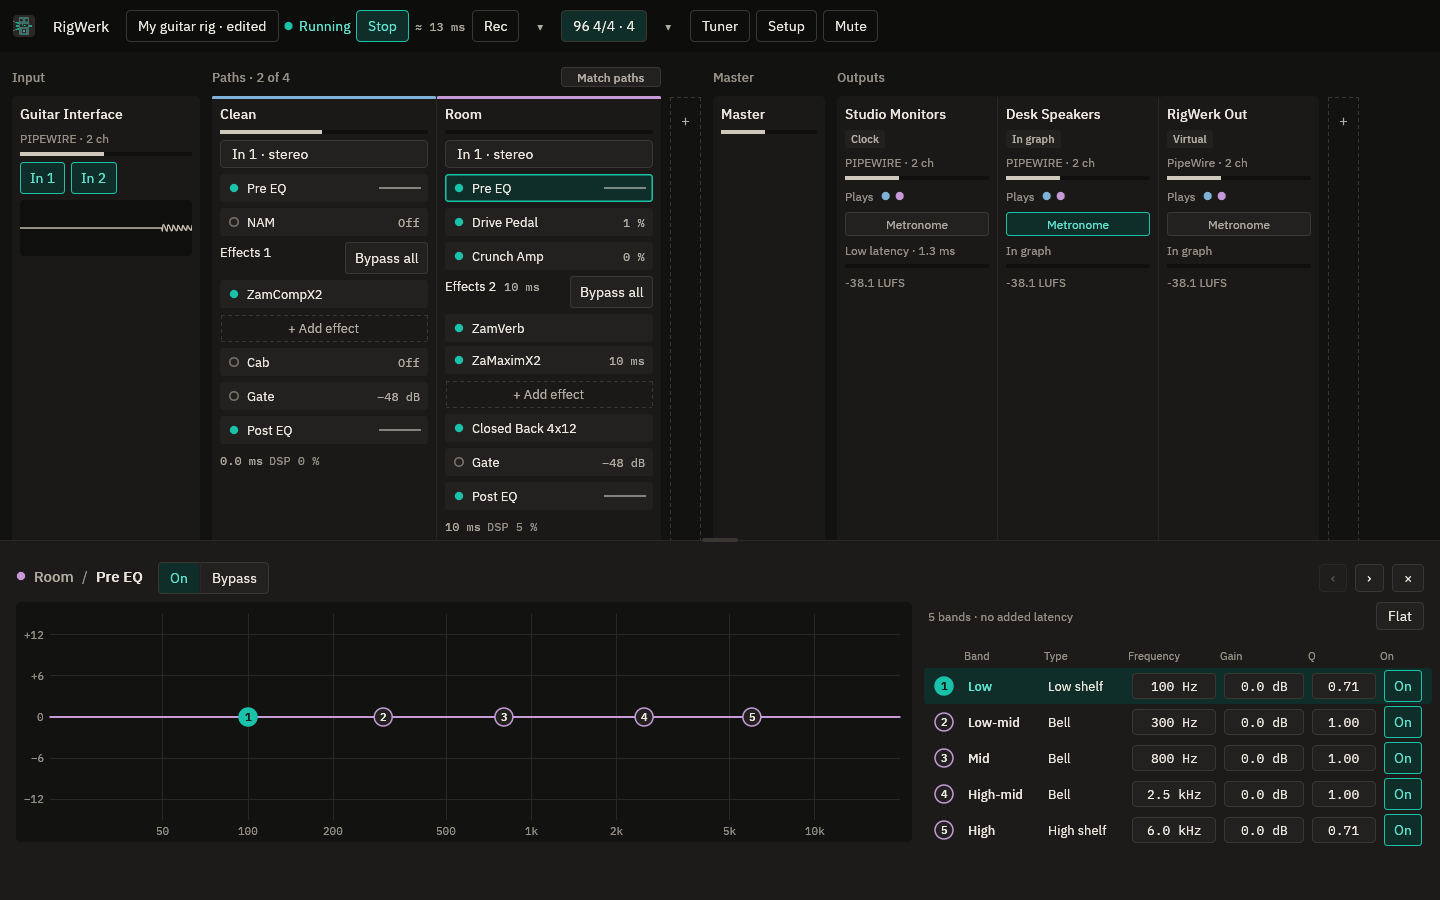 RigWerk
My guitar rig · edited
Running
Stop
≈ 13 ms
Rec
▾
96 4/4 · 4
▾
Tuner
Setup
Mute
Input
Paths · 2 of 4
Match paths
Master
Outputs
Guitar Interface
PIPEWIRE · 2 ch
In 1
In 2
Clean
In 1 · stereo
Pre EQ
NAM Off
Effects 1
Bypass all
ZamCompX2
+ Add effect
Cab Off
Gate −48 dB
Post EQ
0.0 ms DSP 0 %
Room
In 1 · stereo
Pre EQ
Drive Pedal 1 %
Crunch Amp 0 %
Effects 2 10 ms
Bypass all
ZamVerb
ZaMaximX2 10 ms
+ Add effect
Closed Back 4x12
Gate −48 dB
Post EQ
10 ms DSP 5 %
+
Master
Studio Monitors
Clock
PIPEWIRE · 2 ch
Plays
Metronome
Low latency · 1.3 ms
-38.1 LUFS
Desk Speakers
In graph
PIPEWIRE · 2 ch
Plays
Metronome
In graph
-38.1 LUFS
RigWerk Out
Virtual
PipeWire · 2 ch
Plays
Metronome
In graph
-38.1 LUFS
+
Room / Pre EQ
On
Bypass
‹
›
×
+12
+6
0
−6
−12
1
2
3
4
5
50
100
200
500
1k
2k
5k
10k
5 bands · no added latency
Flat
Band Type Frequency Gain Q On
1 Low Low shelf 100 Hz 0.0 dB 0.71 On
2 Low-mid Bell 300 Hz 0.0 dB 1.00 On
3 Mid Bell 800 Hz 0.0 dB 1.00 On
4 High-mid Bell 2.5 kHz 0.0 dB 1.00 On
5 High High shelf 6.0 kHz 0.0 dB 0.71 On